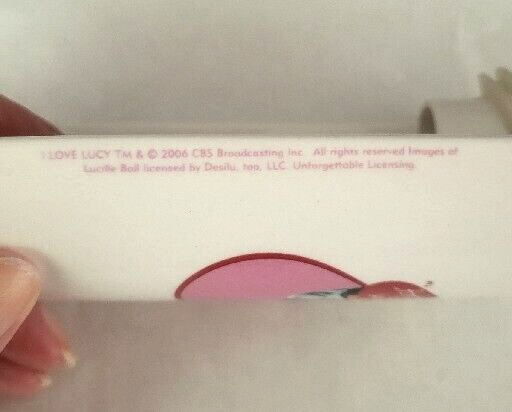 I LOVE LUCY TM & © 2006 CBS Broadcasting Inc. All rights reserved Images of
Lucille Ball licensed by Desilu, too, LLC. Unforgettable Licensing.